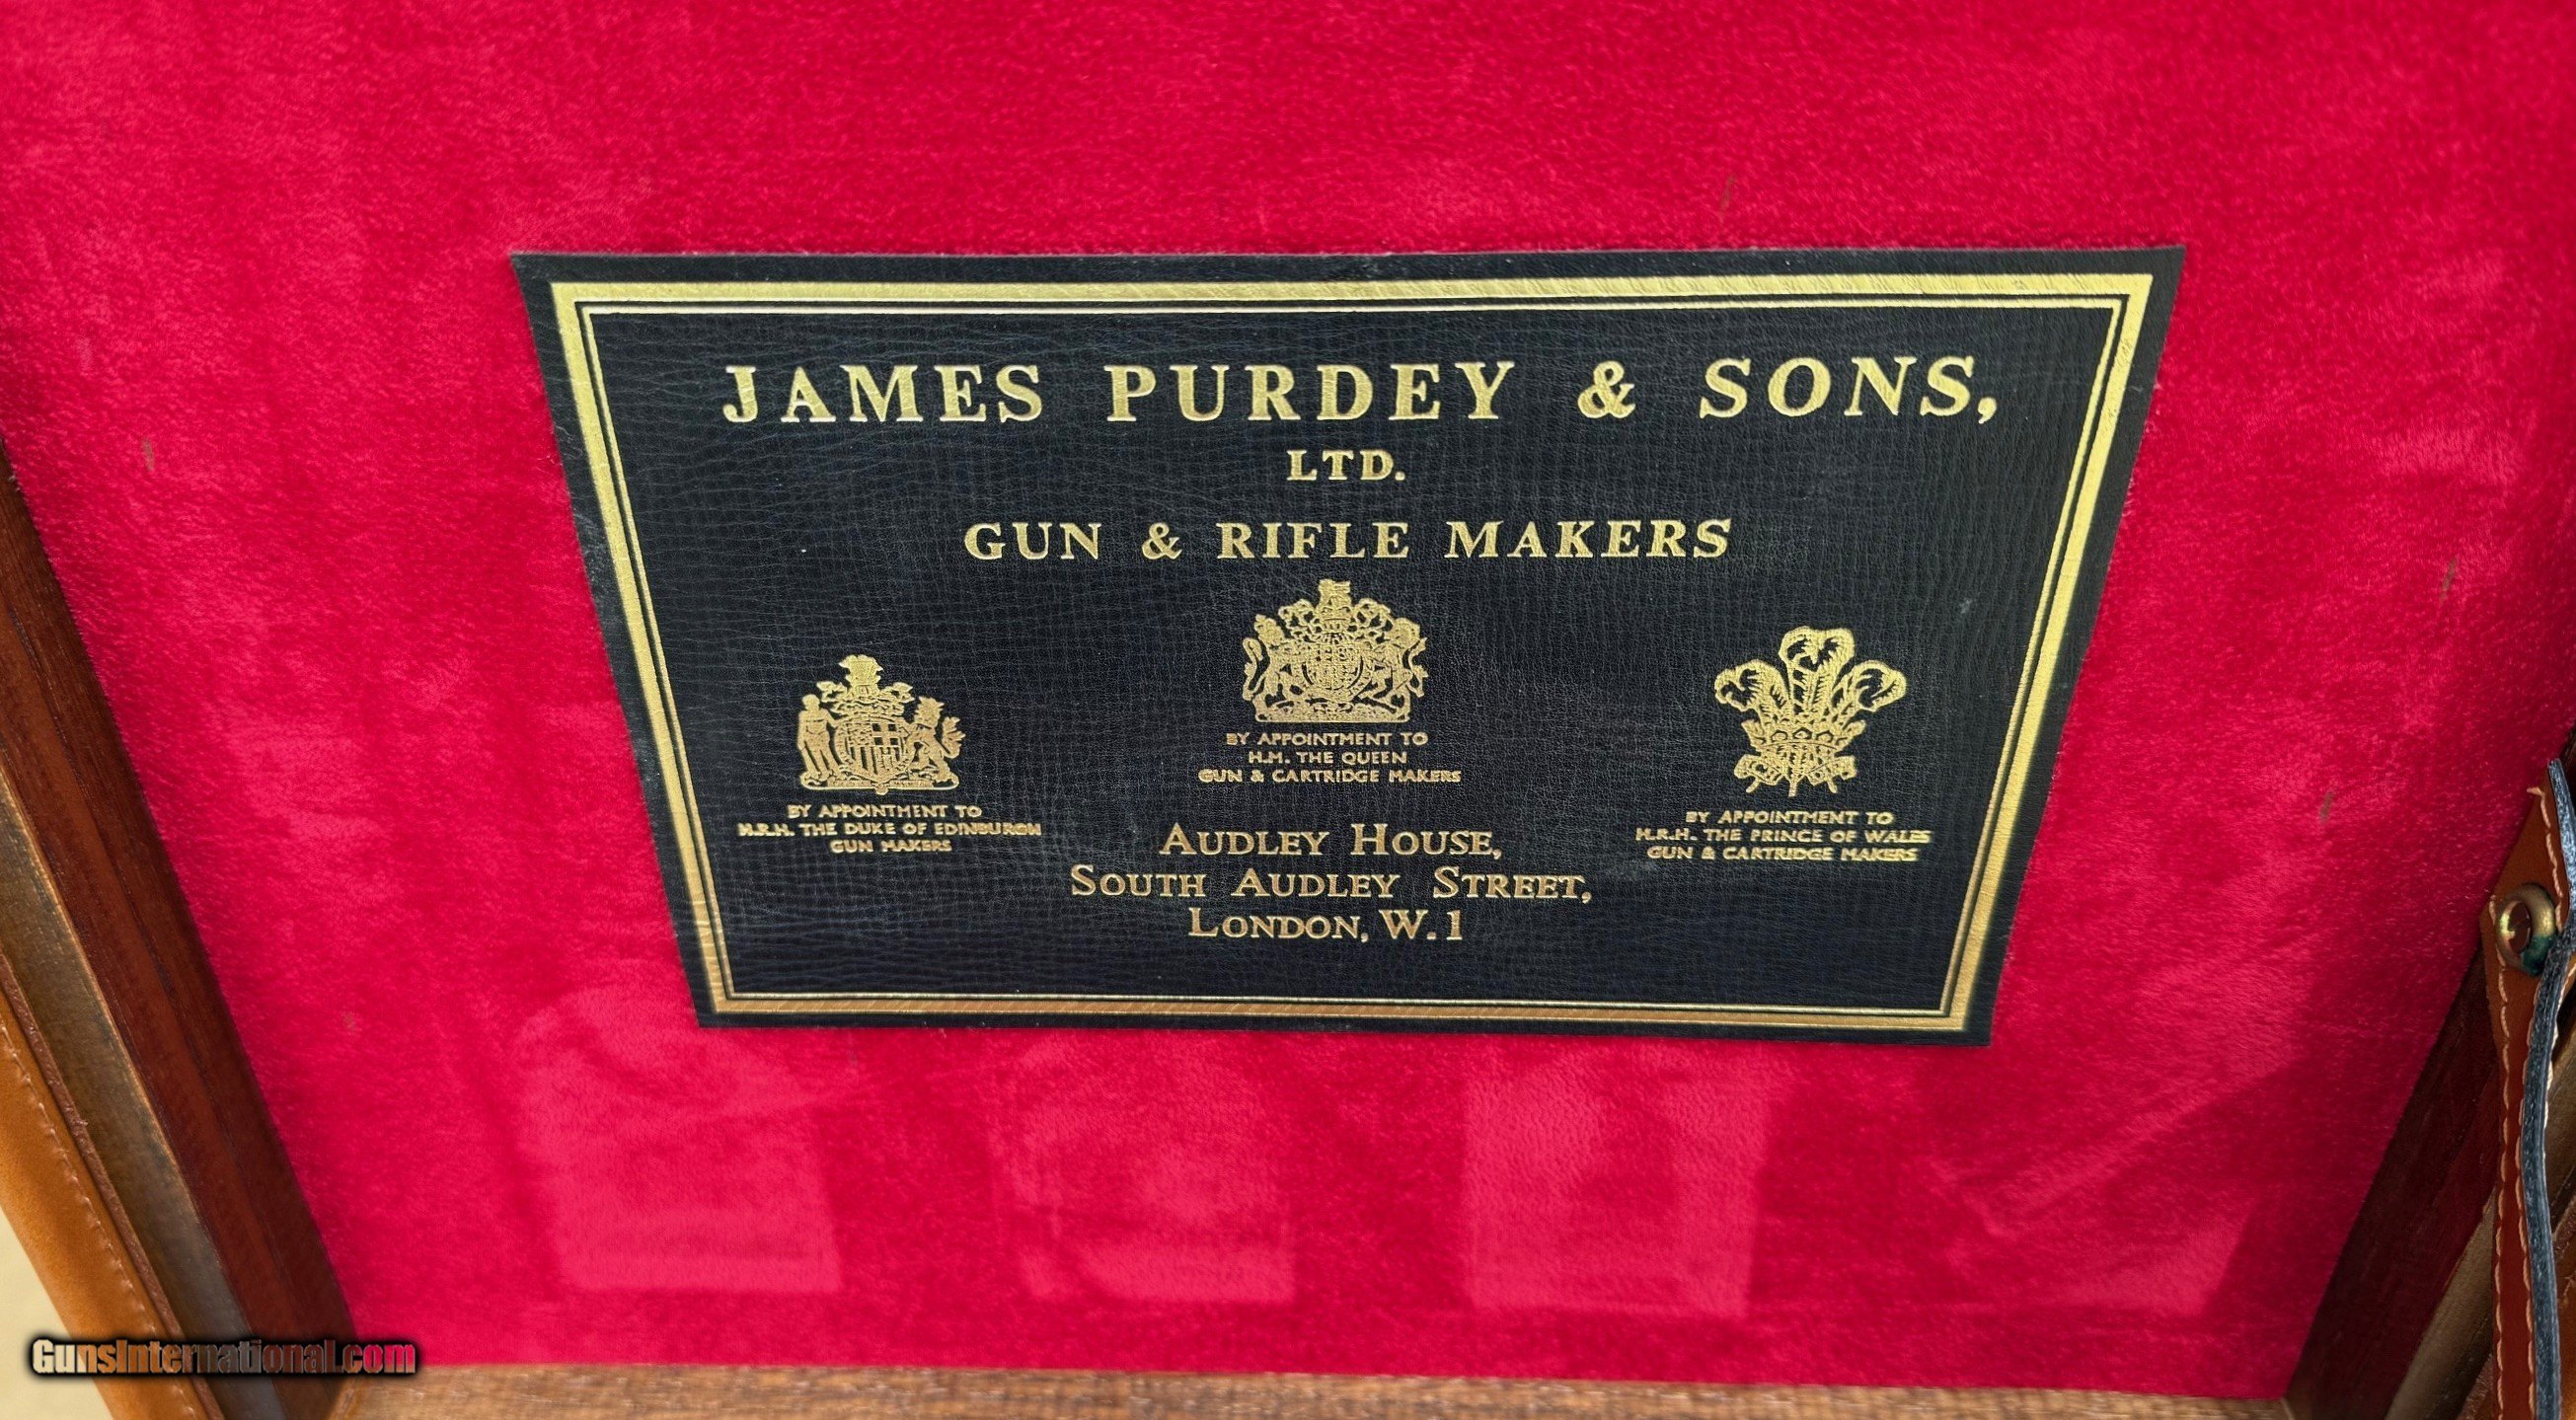 JAMES PURDEY & SONS,
LTD.
GUN & RIFLE MAKERS
BY APPOINTMENT TO
H.R.H. THE DUKE OF EDINBURGH
GUN MAKERS
BY APPOINTMENT TO
H.M. THE QUEEN
GUN & CARTRIDGE MAKERS
BY APPOINTMENT TO
H.R.H. THE PRINCE OF WALES
GUN & CARTRIDGE MAKERS
AUDLEY HOUSE,
SOUTH AUDLEY STREET,
LONDON, W.1
GunsInternational.com